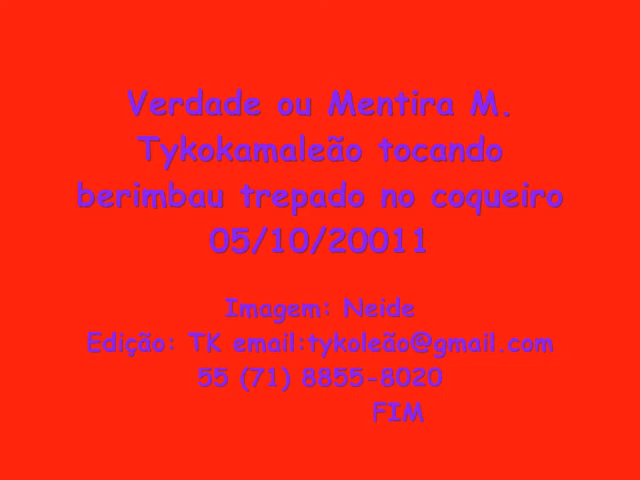 Verdade ou Mentira M.
Tykokamaleão tocando
berimbau trepado no coqueiro
05/10/20011
Imagem: Neide
Edição: TK email:tykoleão@gmail.com
55 (71) 8855-8020
FIM